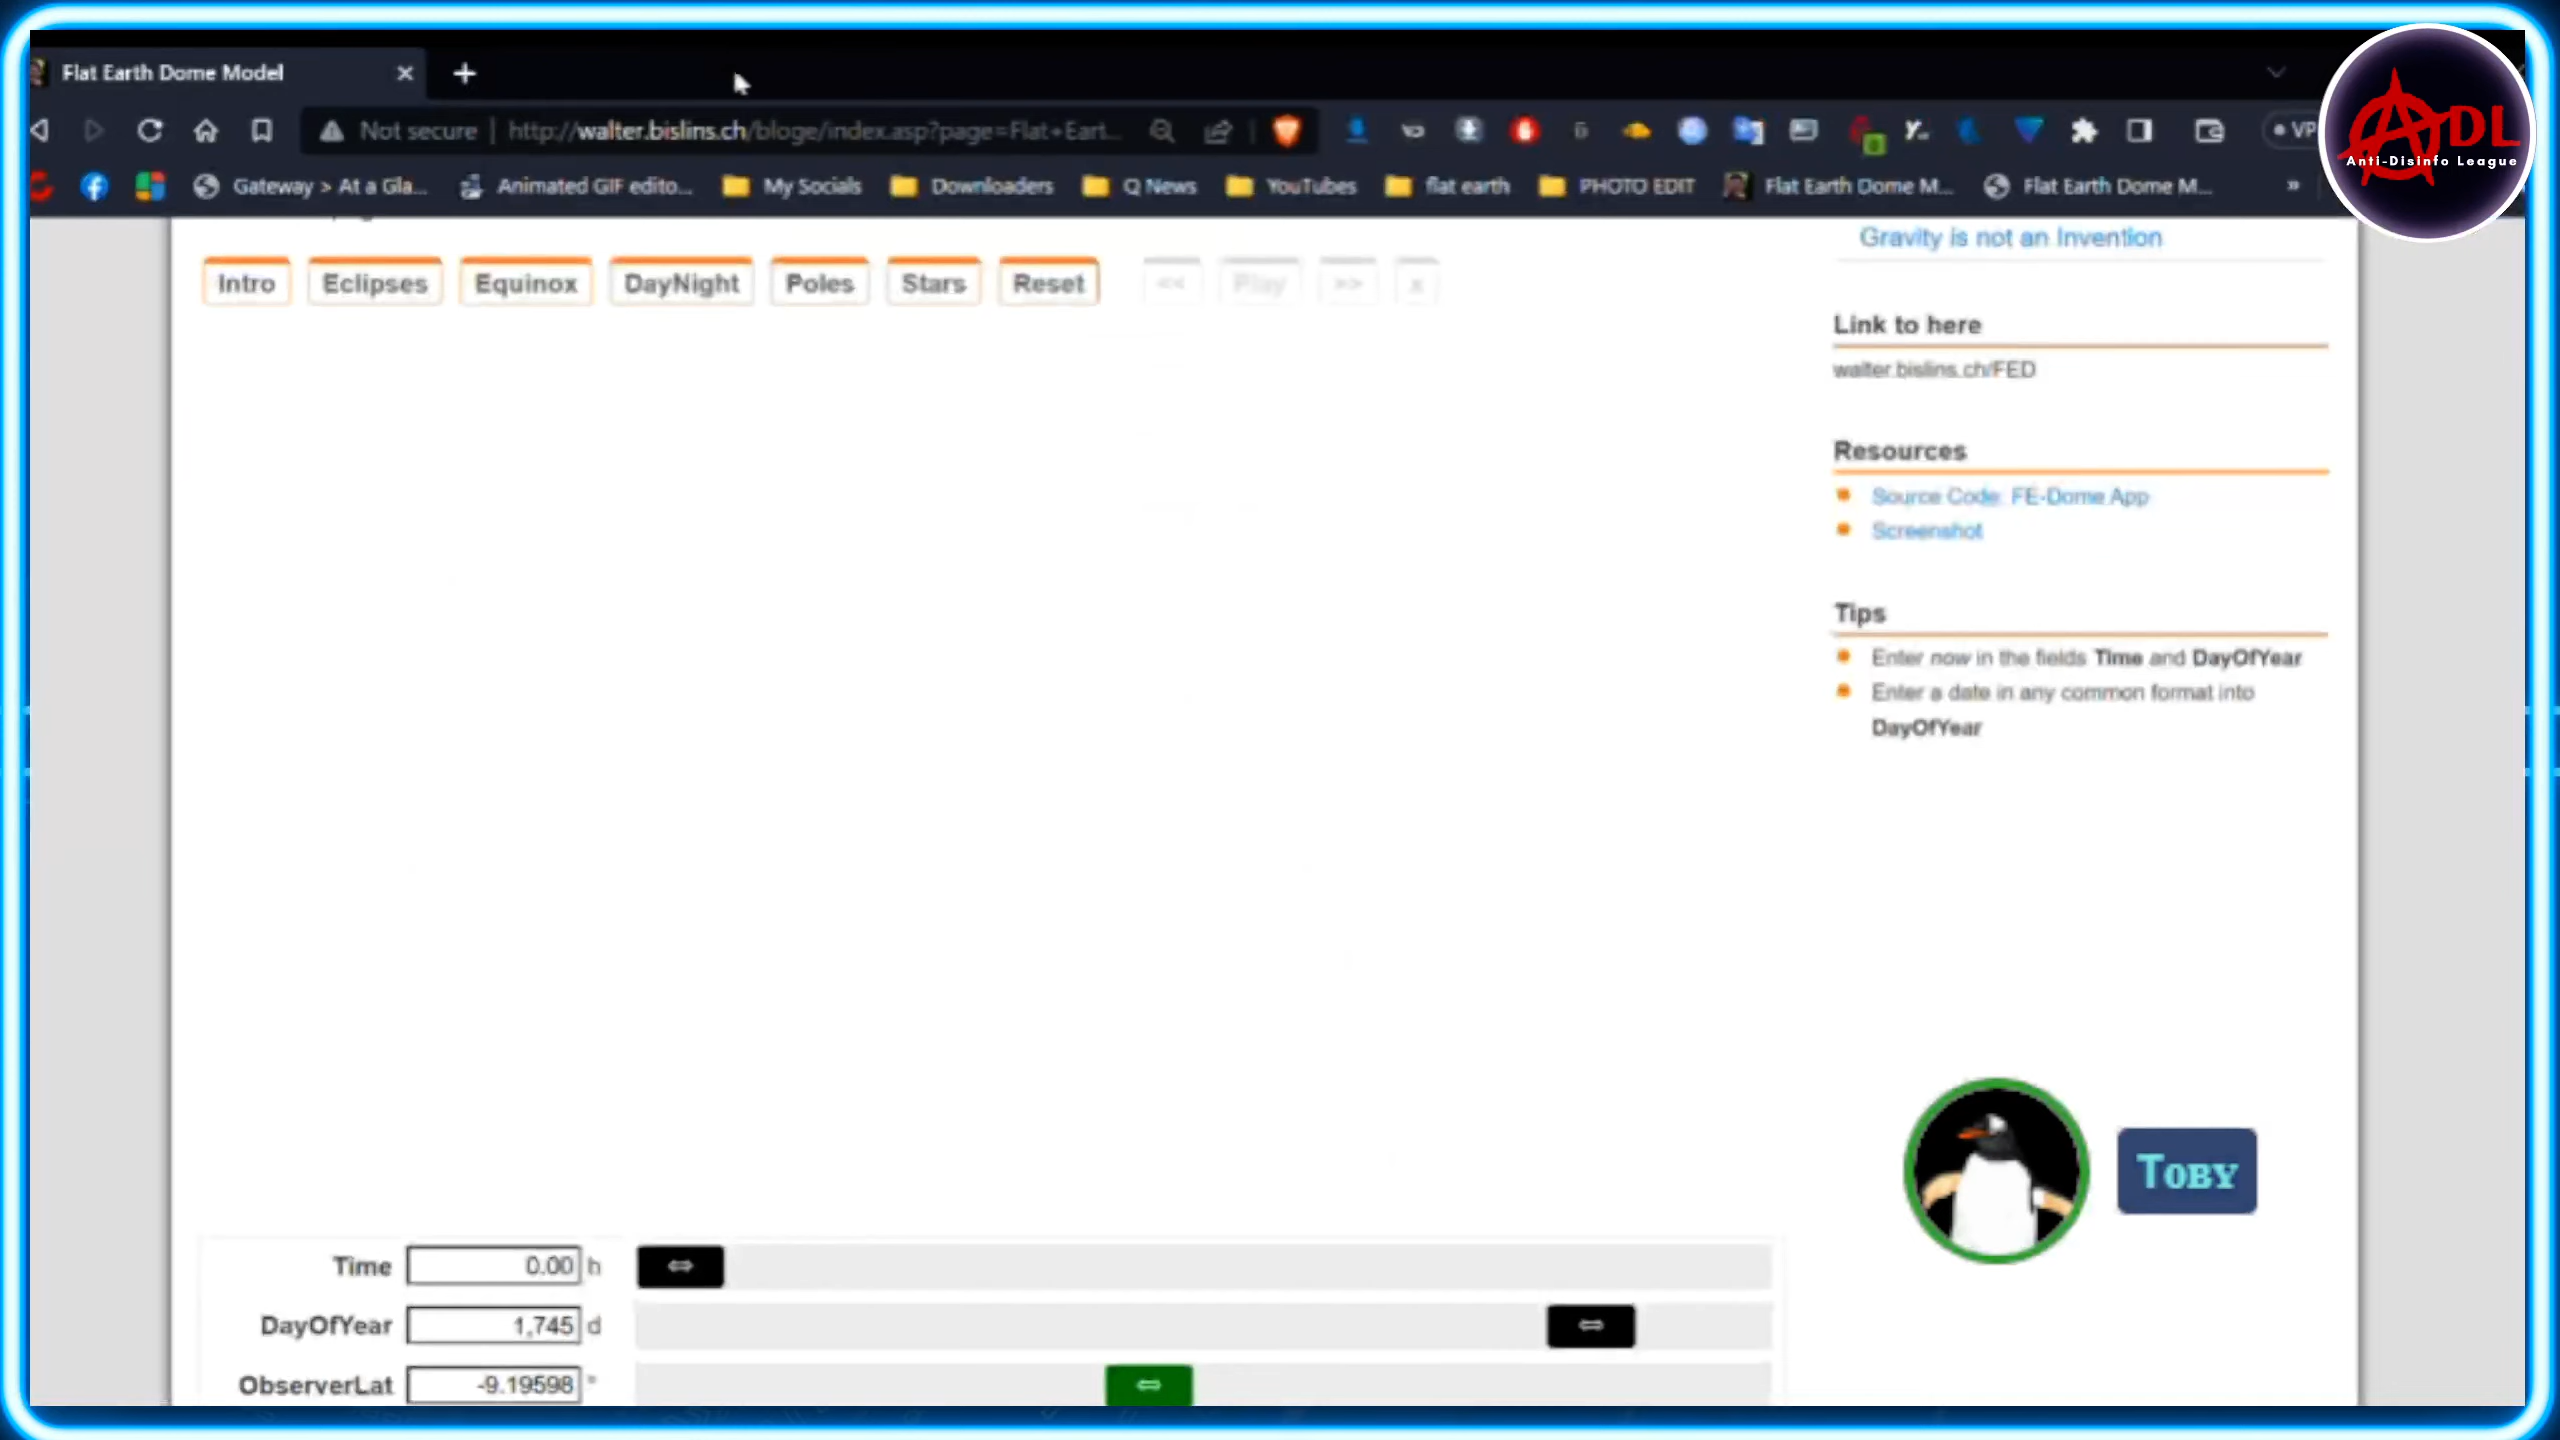 Flat Earth Dome Model
Not secure
http://walter.bislins.ch/bloge/index.asp?page=Flat+Eart...
VP
ADL
Anti-Disinfo League
Gateway > At a Gla...
Animated GIF edito...
My Socials
Downloaders
Q News
YouTubes
flat earth
PHOTO EDIT
Flat Earth Dome M...
Flat Earth Dome M...
»
Intro
Eclipses
Equinox
DayNight
Poles
Stars
Reset
<<
Play
>>
x
Gravity is not an Invention
Link to here
walter.bislins.ch/FED
Resources
Source Code: FE-Dome App
Screenshot
Tips
Enter now in the fields Time and DayOfYear
Enter a date in any common format into
DayOfYear
TOBY
Time 0.00 h
DayOfYear 1,745 d
ObserverLat -9.19598 °